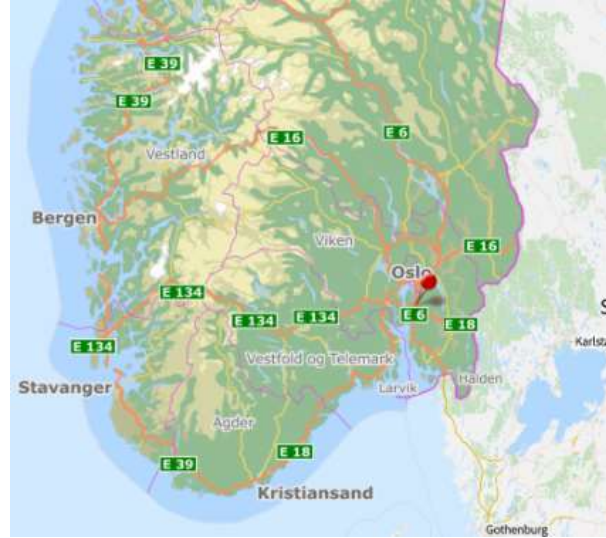 E 39
E 39
E 16
E 6
Vestland
Bergen
Viken
E 16
Oslo
E 134
E 134
E 134
E 6
E 18
E 134
Vestfold og Telemark
Karlsta
Stavanger
Larvik
Halden
Agder
E 18
E 39
Kristiansand
Gothenburg